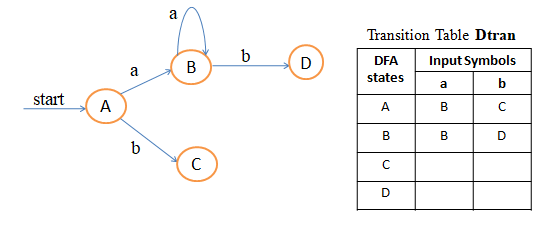 a
a
b
B
D
start
A
b
C
Transition Table Dtran
DFA states
Input Symbols
a b
A B C
B B D
C
D